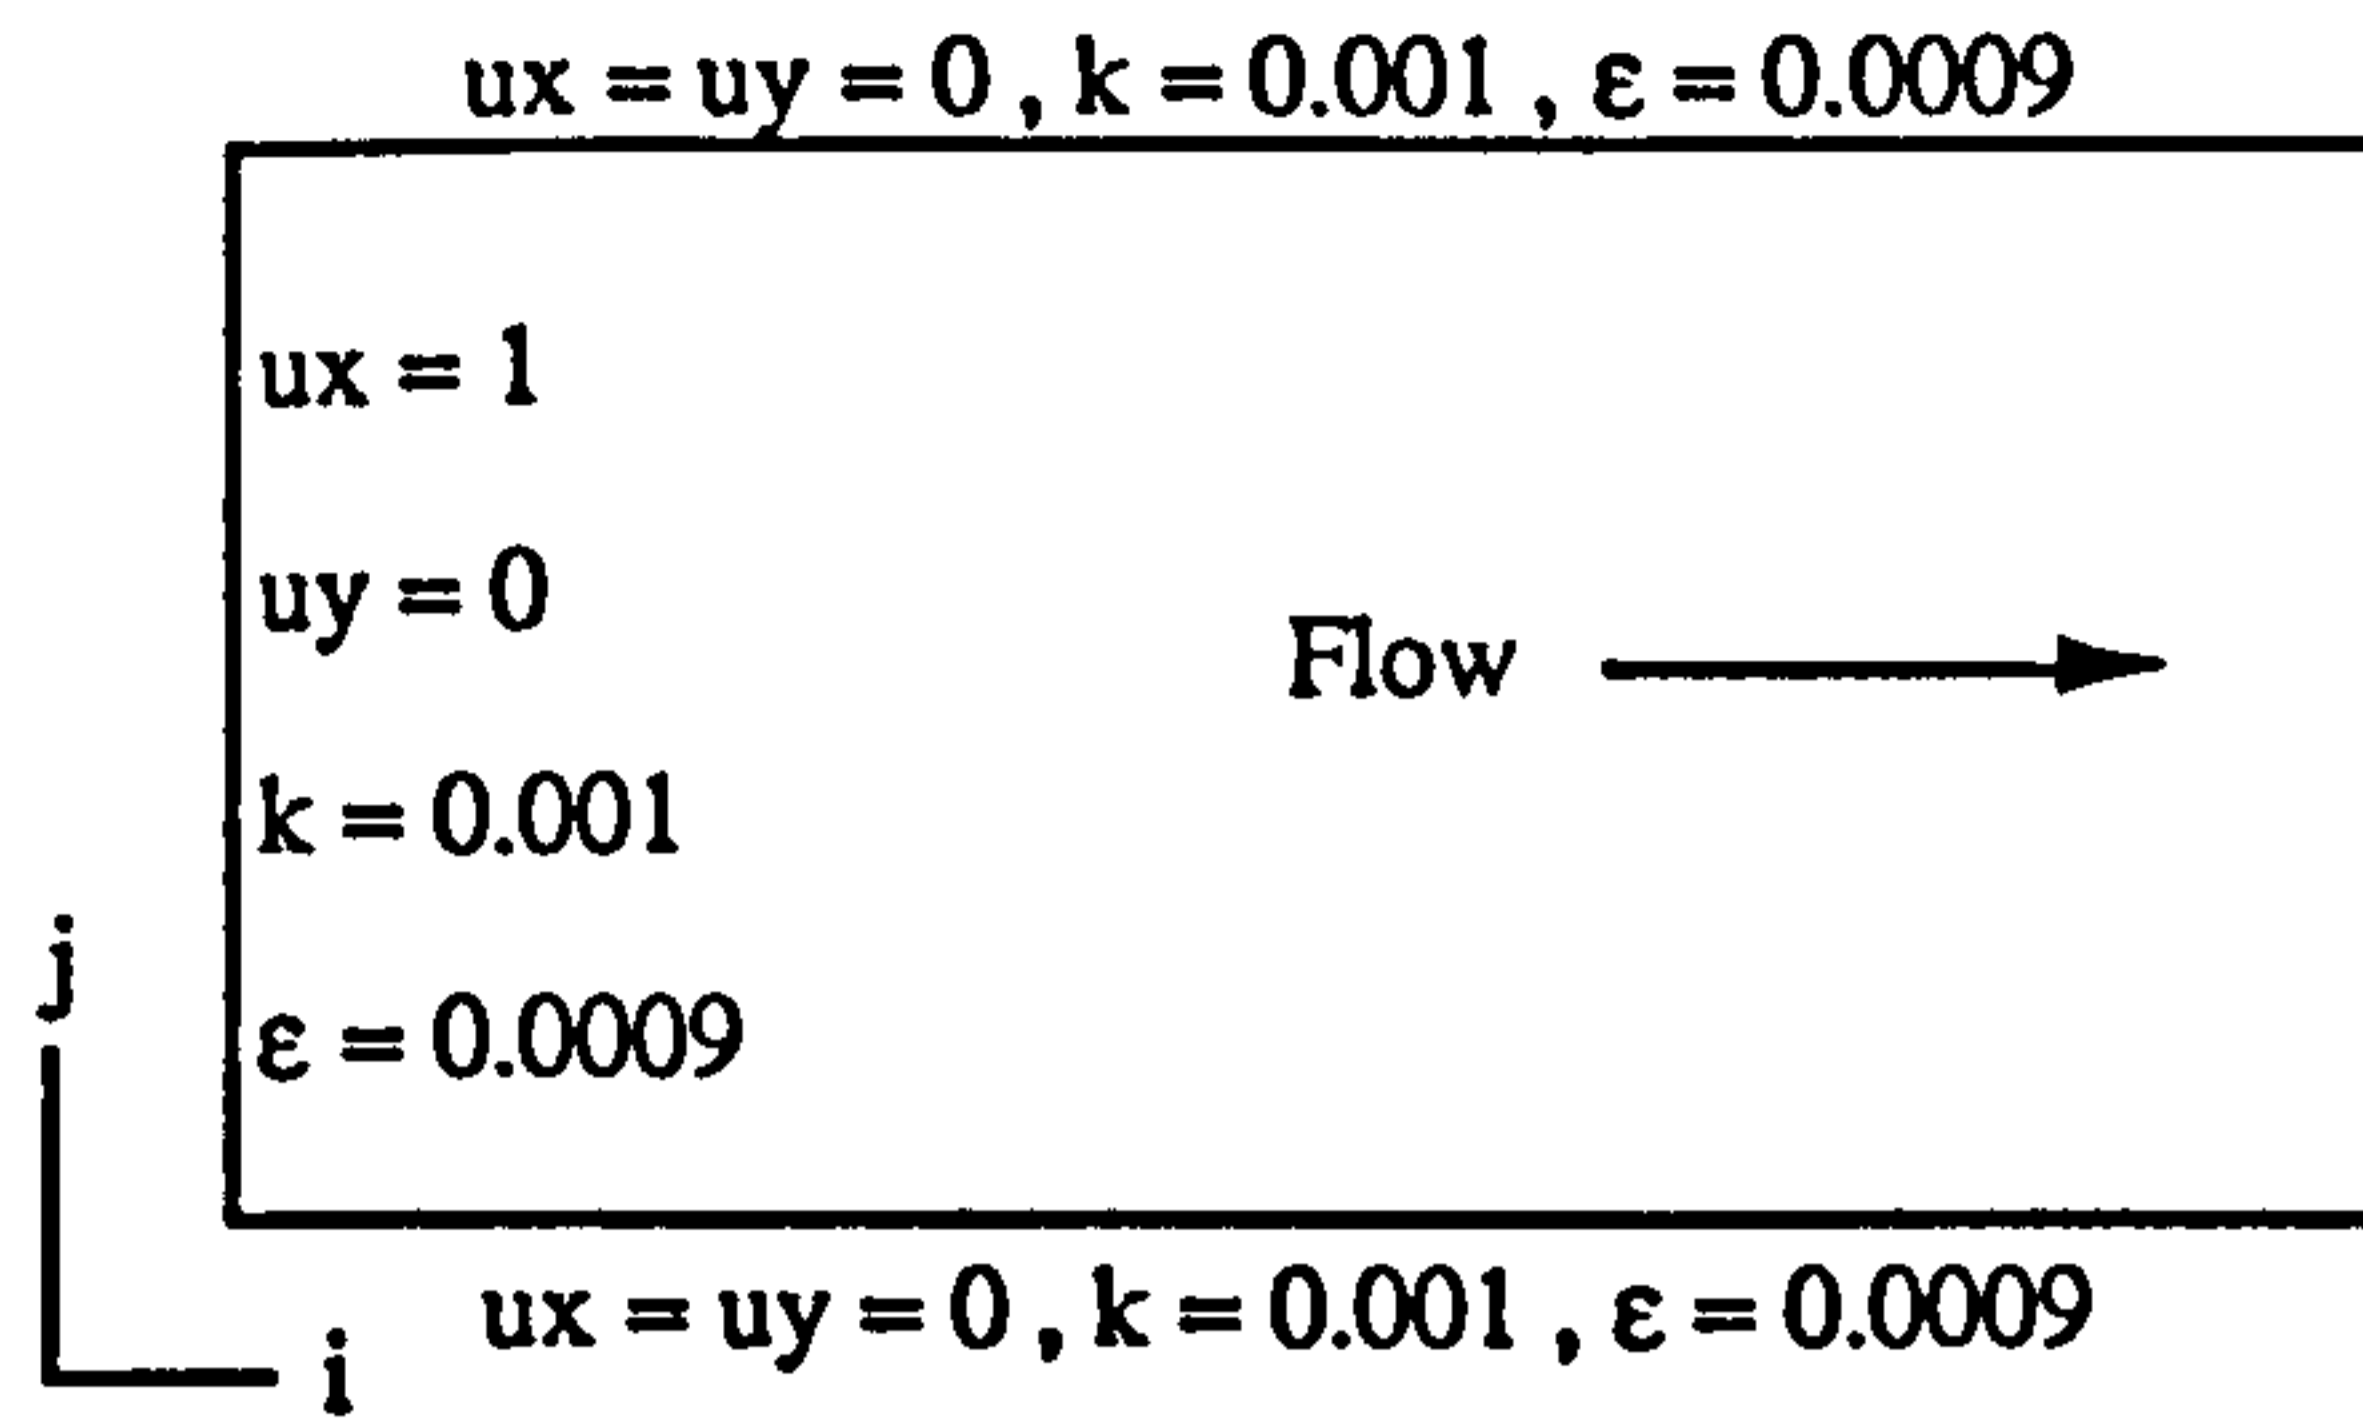 ux = uy = 0 , k = 0.001 , ε = 0.0009
ux = 1
uy = 0
Flow
k = 0.001
j
ε = 0.0009
ux = uy = 0 , k = 0.001 , ε = 0.0009
i